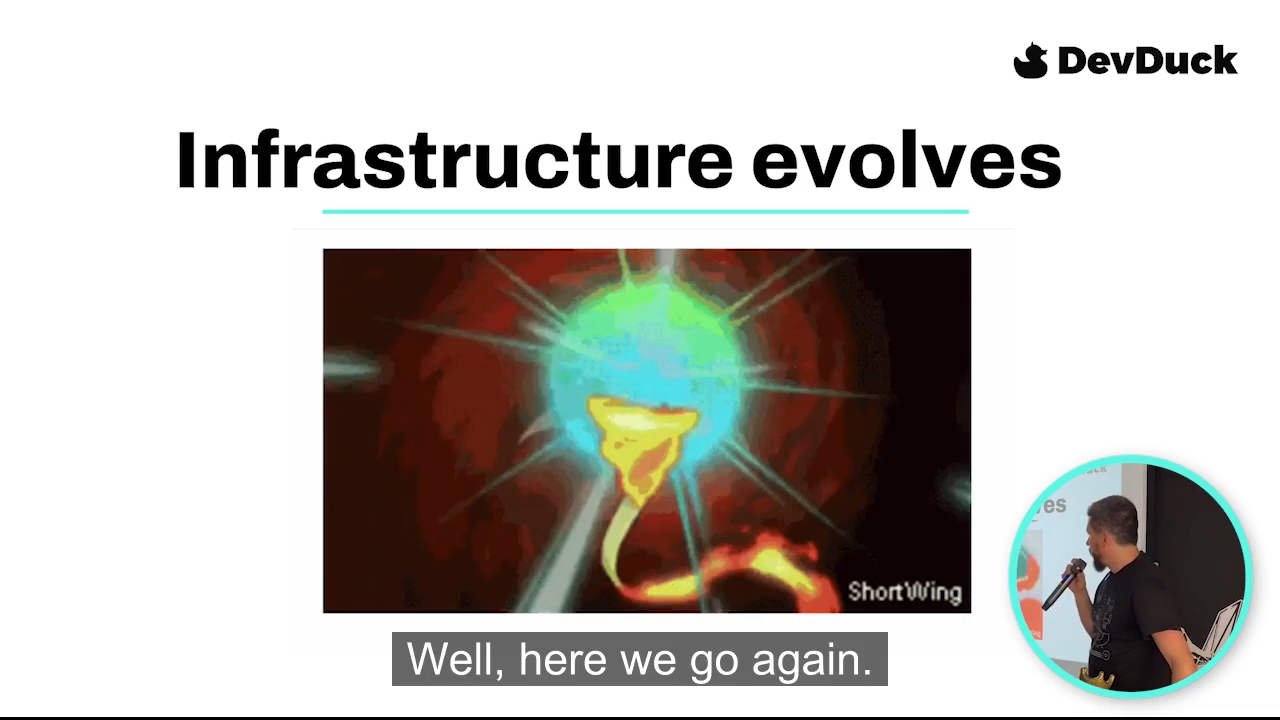 DevDuck
Infrastructure evolves
ShortWing
Well, here we go again.